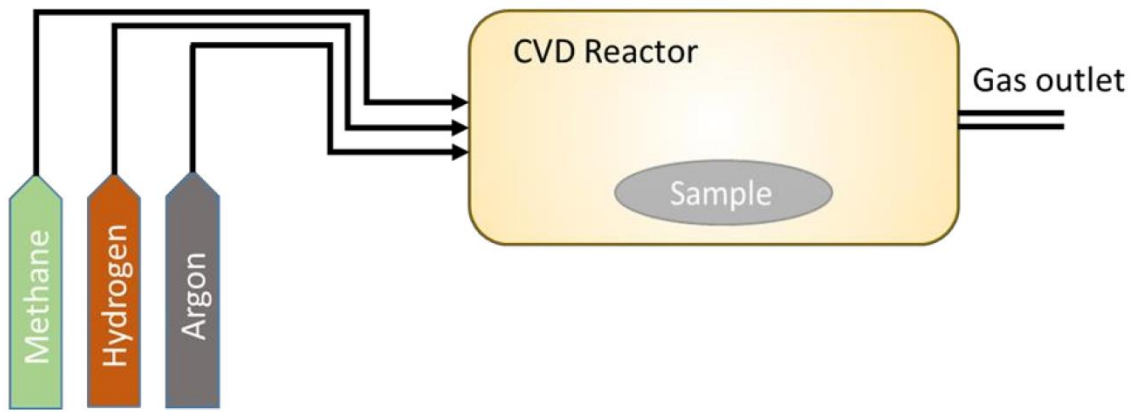 CVD Reactor
Gas outlet
Sample
Methane
Hydrogen
Argon